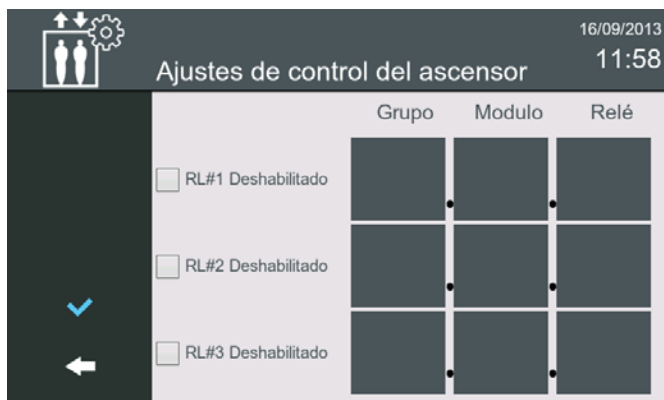 16/09/2013
11:58
Ajustes de control del ascensor
Grupo Modulo Relé
RL#1 Deshabilitado
RL#2 Deshabilitado
RL#3 Deshabilitado